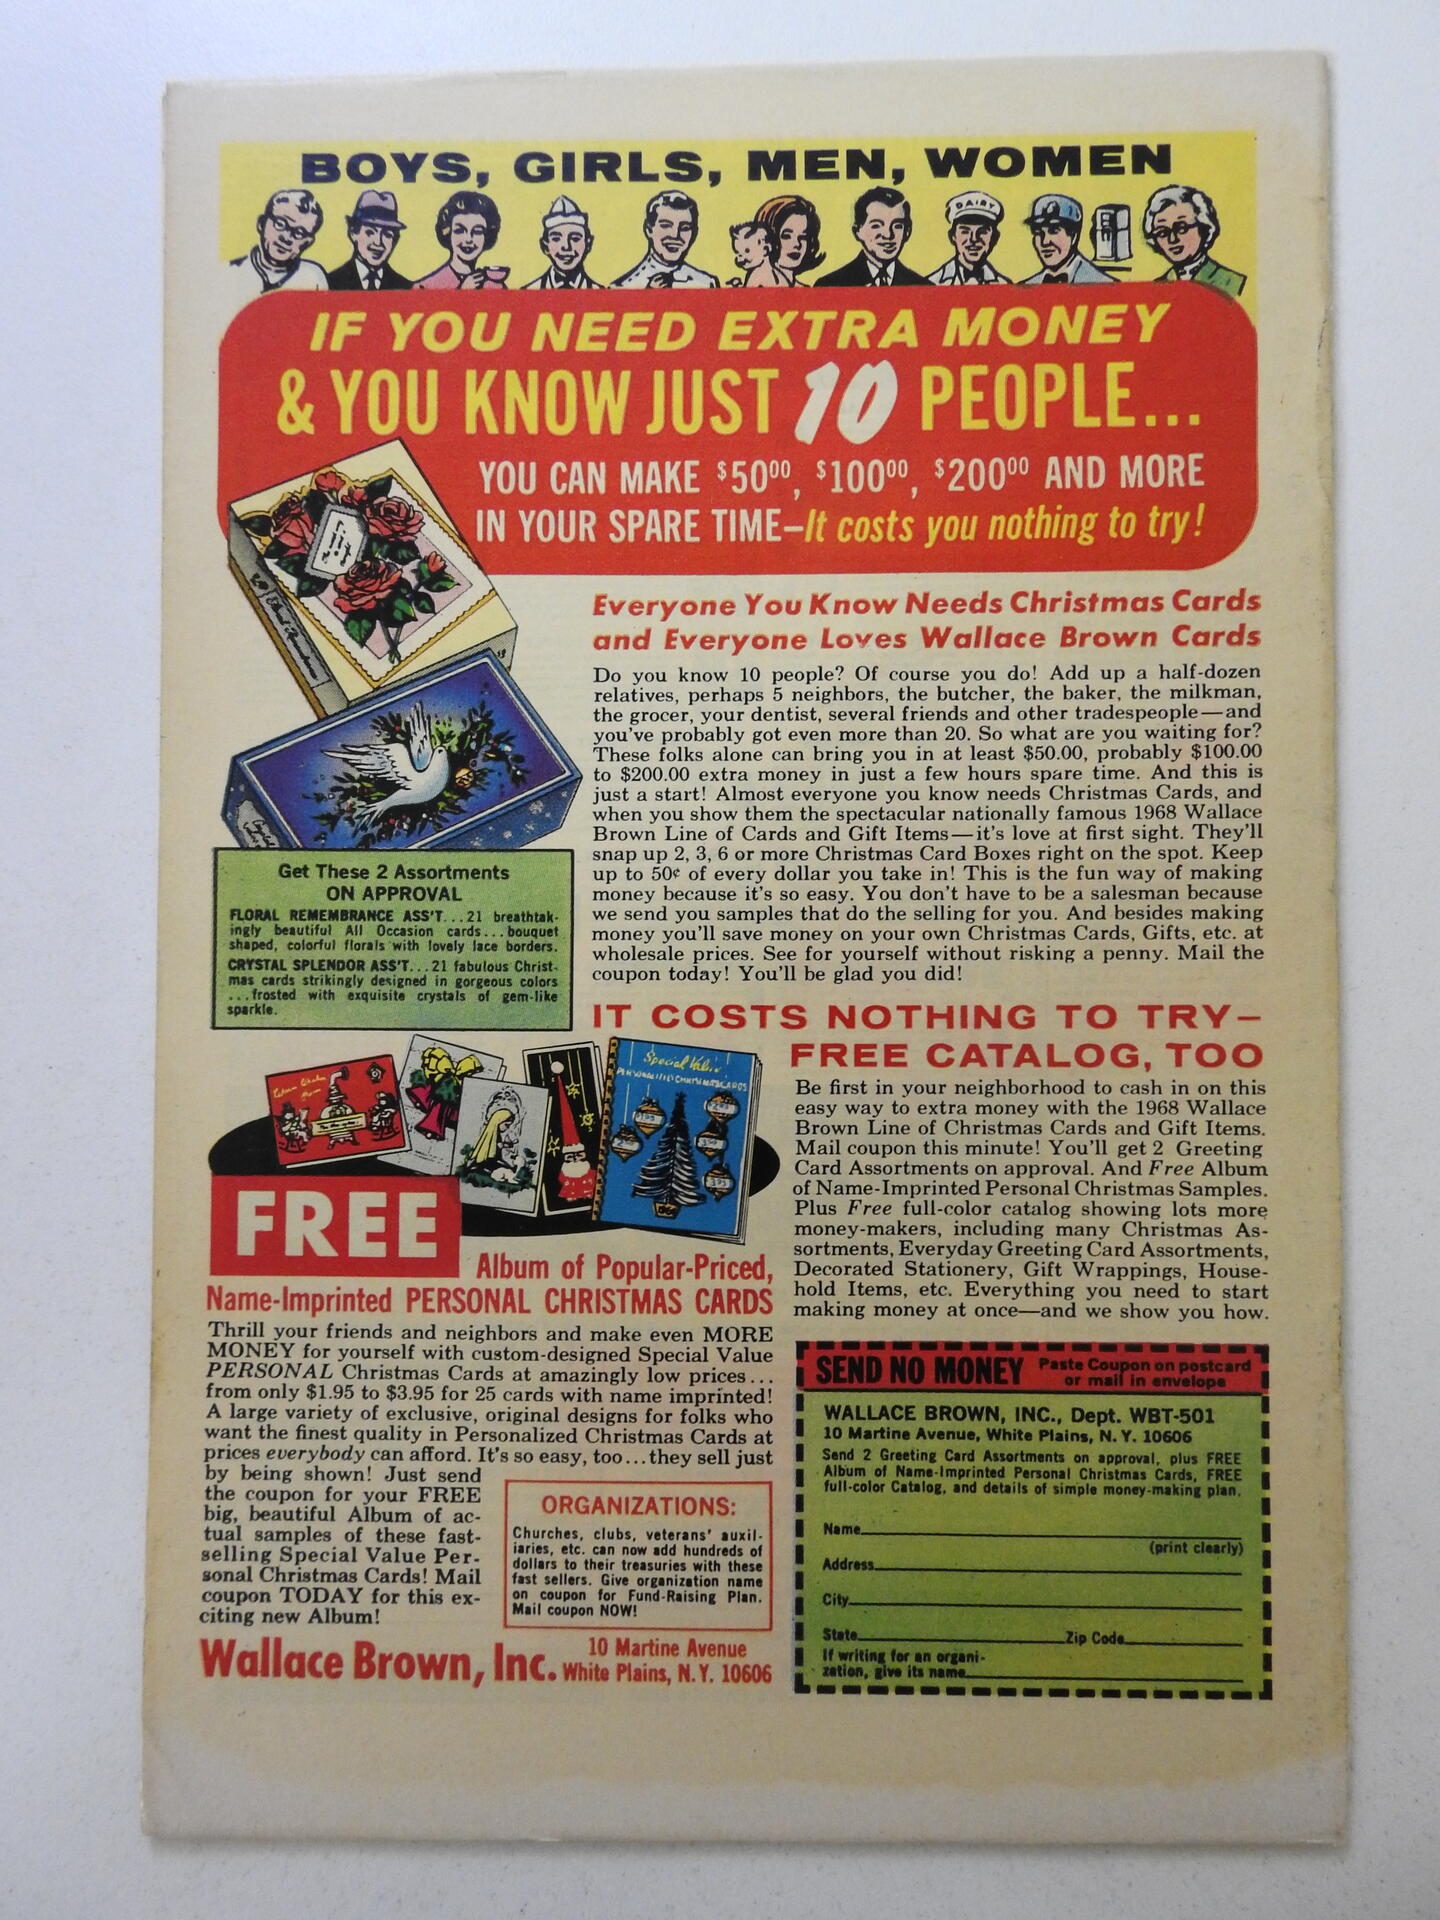 BOYS, GIRLS, MEN, WOMEN
DAIRY
IF YOU NEED EXTRA MONEY
& YOU KNOW JUST 10 PEOPLE...
YOU CAN MAKE $50.00, $100.00, $200.00 AND MORE
IN YOUR SPARE TIME–It costs you nothing to try!
Everyone You Know Needs Christmas Cards
and Everyone Loves Wallace Brown Cards
Do you know 10 people? Of course you do! Add up a half-dozen
relatives, perhaps 5 neighbors, the butcher, the baker, the milkman,
the grocer, your dentist, several friends and other tradespeople—and
you've probably got even more than 20. So what are you waiting for?
These folks alone can bring you in at least $50.00, probably $100.00
to $200.00 extra money in just a few hours spare time. And this is
just a start! Almost everyone you know needs Christmas Cards, and
when you show them the spectacular nationally famous 1968 Wallace
Brown Line of Cards and Gift Items—it's love at first sight. They'll
snap up 2, 3, 6 or more Christmas Card Boxes right on the spot. Keep
up to 50¢ of every dollar you take in! This is the fun way of making
money because it's so easy. You don't have to be a salesman because
we send you samples that do the selling for you. And besides making
money you'll save money on your own Christmas Cards, Gifts, etc. at
wholesale prices. See for yourself without risking a penny. Mail the
coupon today! You'll be glad you did!
Get These 2 Assortments
ON APPROVAL
FLORAL REMEMBRANCE ASS'T...21 breathtak-
ingly beautiful All Occasion cards...bouquet
shaped, colorful florals with lovely lace borders.
CRYSTAL SPLENDOR ASS'T...21 fabulous Christ-
mas cards strikingly designed in gorgeous colors
...frosted with exquisite crystals of gem-like
sparkle.
IT COSTS NOTHING TO TRY–
FREE CATALOG, TOO
Be first in your neighborhood to cash in on this
easy way to extra money with the 1968 Wallace
Brown Line of Christmas Cards and Gift Items.
Mail coupon this minute! You'll get 2 Greeting
Card Assortments on approval. And Free Album
of Name-Imprinted Personal Christmas Samples.
Plus Free full-color catalog showing lots more
money-makers, including many Christmas As-
sortments, Everyday Greeting Card Assortments,
Decorated Stationery, Gift Wrappings, House-
hold Items, etc. Everything you need to start
making money at once—and we show you how.
Special Value
PERSONALIZED CHRISTMAS CARDS
FREE
Album of Popular-Priced,
Name-Imprinted PERSONAL CHRISTMAS CARDS
Thrill your friends and neighbors and make even MORE
MONEY for yourself with custom-designed Special Value
PERSONAL Christmas Cards at amazingly low prices...
from only $1.95 to $3.95 for 25 cards with name imprinted!
A large variety of exclusive, original designs for folks who
want the finest quality in Personalized Christmas Cards at
prices everybody can afford. It's so easy, too...they sell just
by being shown! Just send
the coupon for your FREE
big, beautiful Album of ac-
tual samples of these fast-
selling Special Value Per-
sonal Christmas Cards! Mail
coupon TODAY for this ex-
citing new Album!
ORGANIZATIONS:
Churches, clubs, veterans' auxil-
iaries, etc. can now add hundreds of
dollars to their treasuries with these
fast sellers. Give organization name
on coupon for Fund-Raising Plan.
Mail coupon NOW!
Wallace Brown, Inc. 10 Martine Avenue
White Plains, N.Y. 10606
SEND NO MONEY Paste Coupon on postcard
or mail in envelope
WALLACE BROWN, INC., Dept. WBT-501
10 Martine Avenue, White Plains, N.Y. 10606
Send 2 Greeting Card Assortments on approval, plus FREE
Album of Name-Imprinted Personal Christmas Cards, FREE
full-color Catalog, and details of simple money-making plan.
Name
(print clearly)
Address
City
State Zip Code
If writing for an organi-
zation, give its name